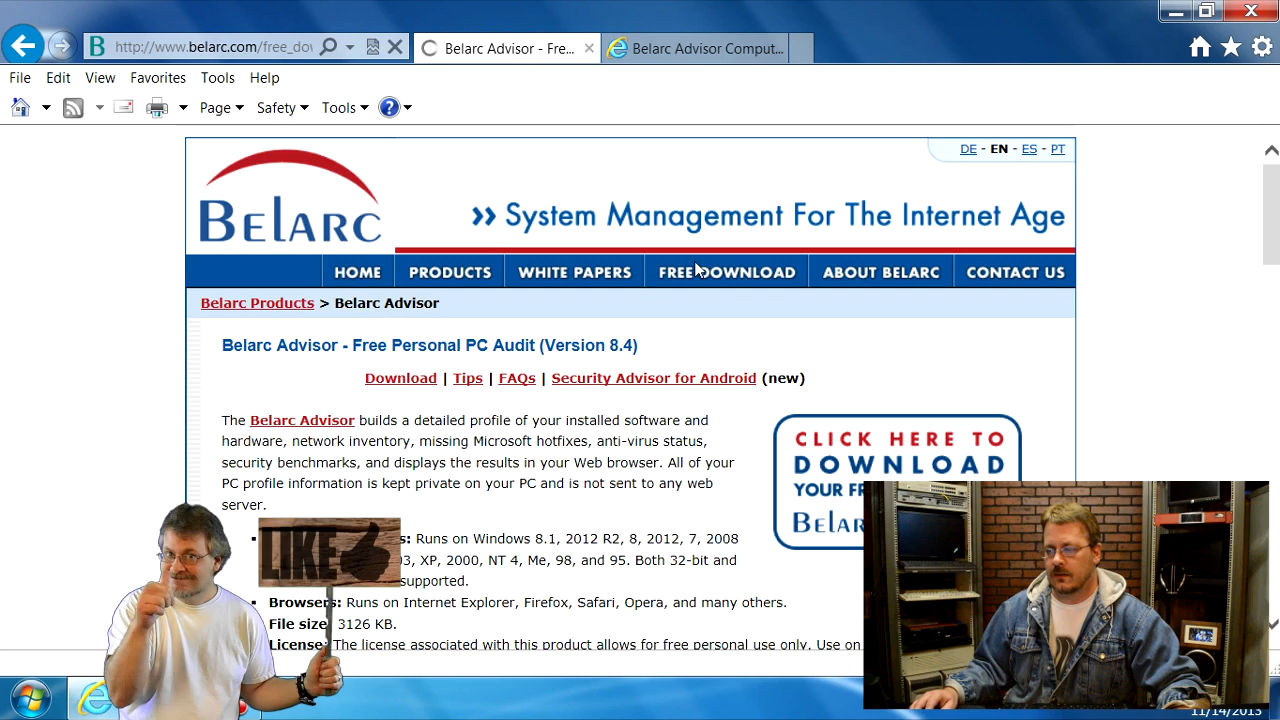 http://www.belarc.com/free_do
Belarc Advisor - Fre...
Belarc Advisor Comput...
File Edit View Favorites Tools Help
Page Safety Tools
DE - EN - ES - PT
BELARC
System Management For The Internet Age
HOME
PRODUCTS
WHITE PAPERS
FREE DOWNLOAD
ABOUT BELARC
CONTACT US
Belarc Products > Belarc Advisor
Belarc Advisor - Free Personal PC Audit (Version 8.4)
Download | Tips | FAQs | Security Advisor for Android (new)
The Belarc Advisor builds a detailed profile of your installed software and
hardware, network inventory, missing Microsoft hotfixes, anti-virus status,
security benchmarks, and displays the results in your Web browser. All of your
PC profile information is kept private on your PC and is not sent to any web
server.
CLICK HERE TO
DOWNLOAD
YOUR FR
BELAR
Runs on Windows 8.1, 2012 R2, 8, 2012, 7, 2008
03, XP, 2000, NT 4, Me, 98, and 95. Both 32-bit and
supported.
Browsers: Runs on Internet Explorer, Firefox, Safari, Opera, and many others.
File size: 3126 KB.
License: The license associated with this product allows for free personal use only. Use on
LIKE
11/14/2013